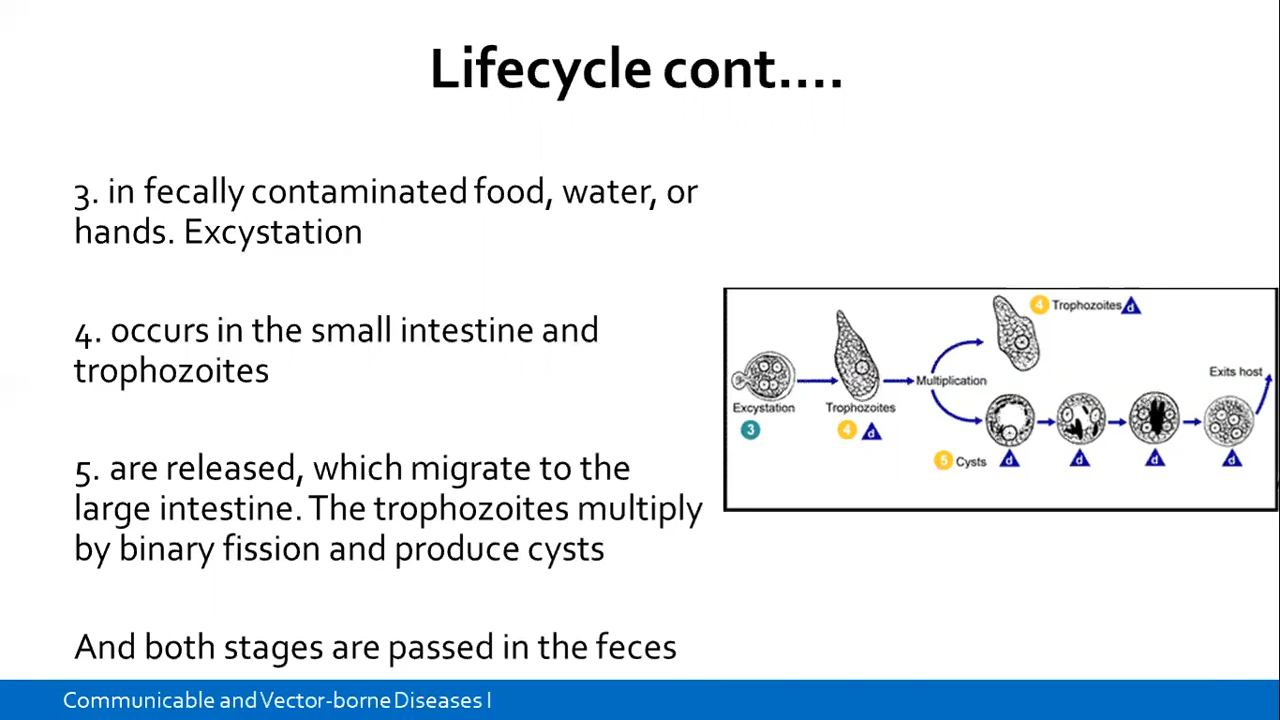 Lifecycle cont....
3. in fecally contaminated food, water, or
hands. Excystation
4. occurs in the small intestine and
trophozoites
5. are released, which migrate to the
large intestine. The trophozoites multiply
by binary fission and produce cysts
And both stages are passed in the feces
4 Trophozoites d
Exits host
Multiplication
Excystation
3
Trophozoites
4 d
5 Cysts d d d d
Communicable and Vector-borne Diseases I